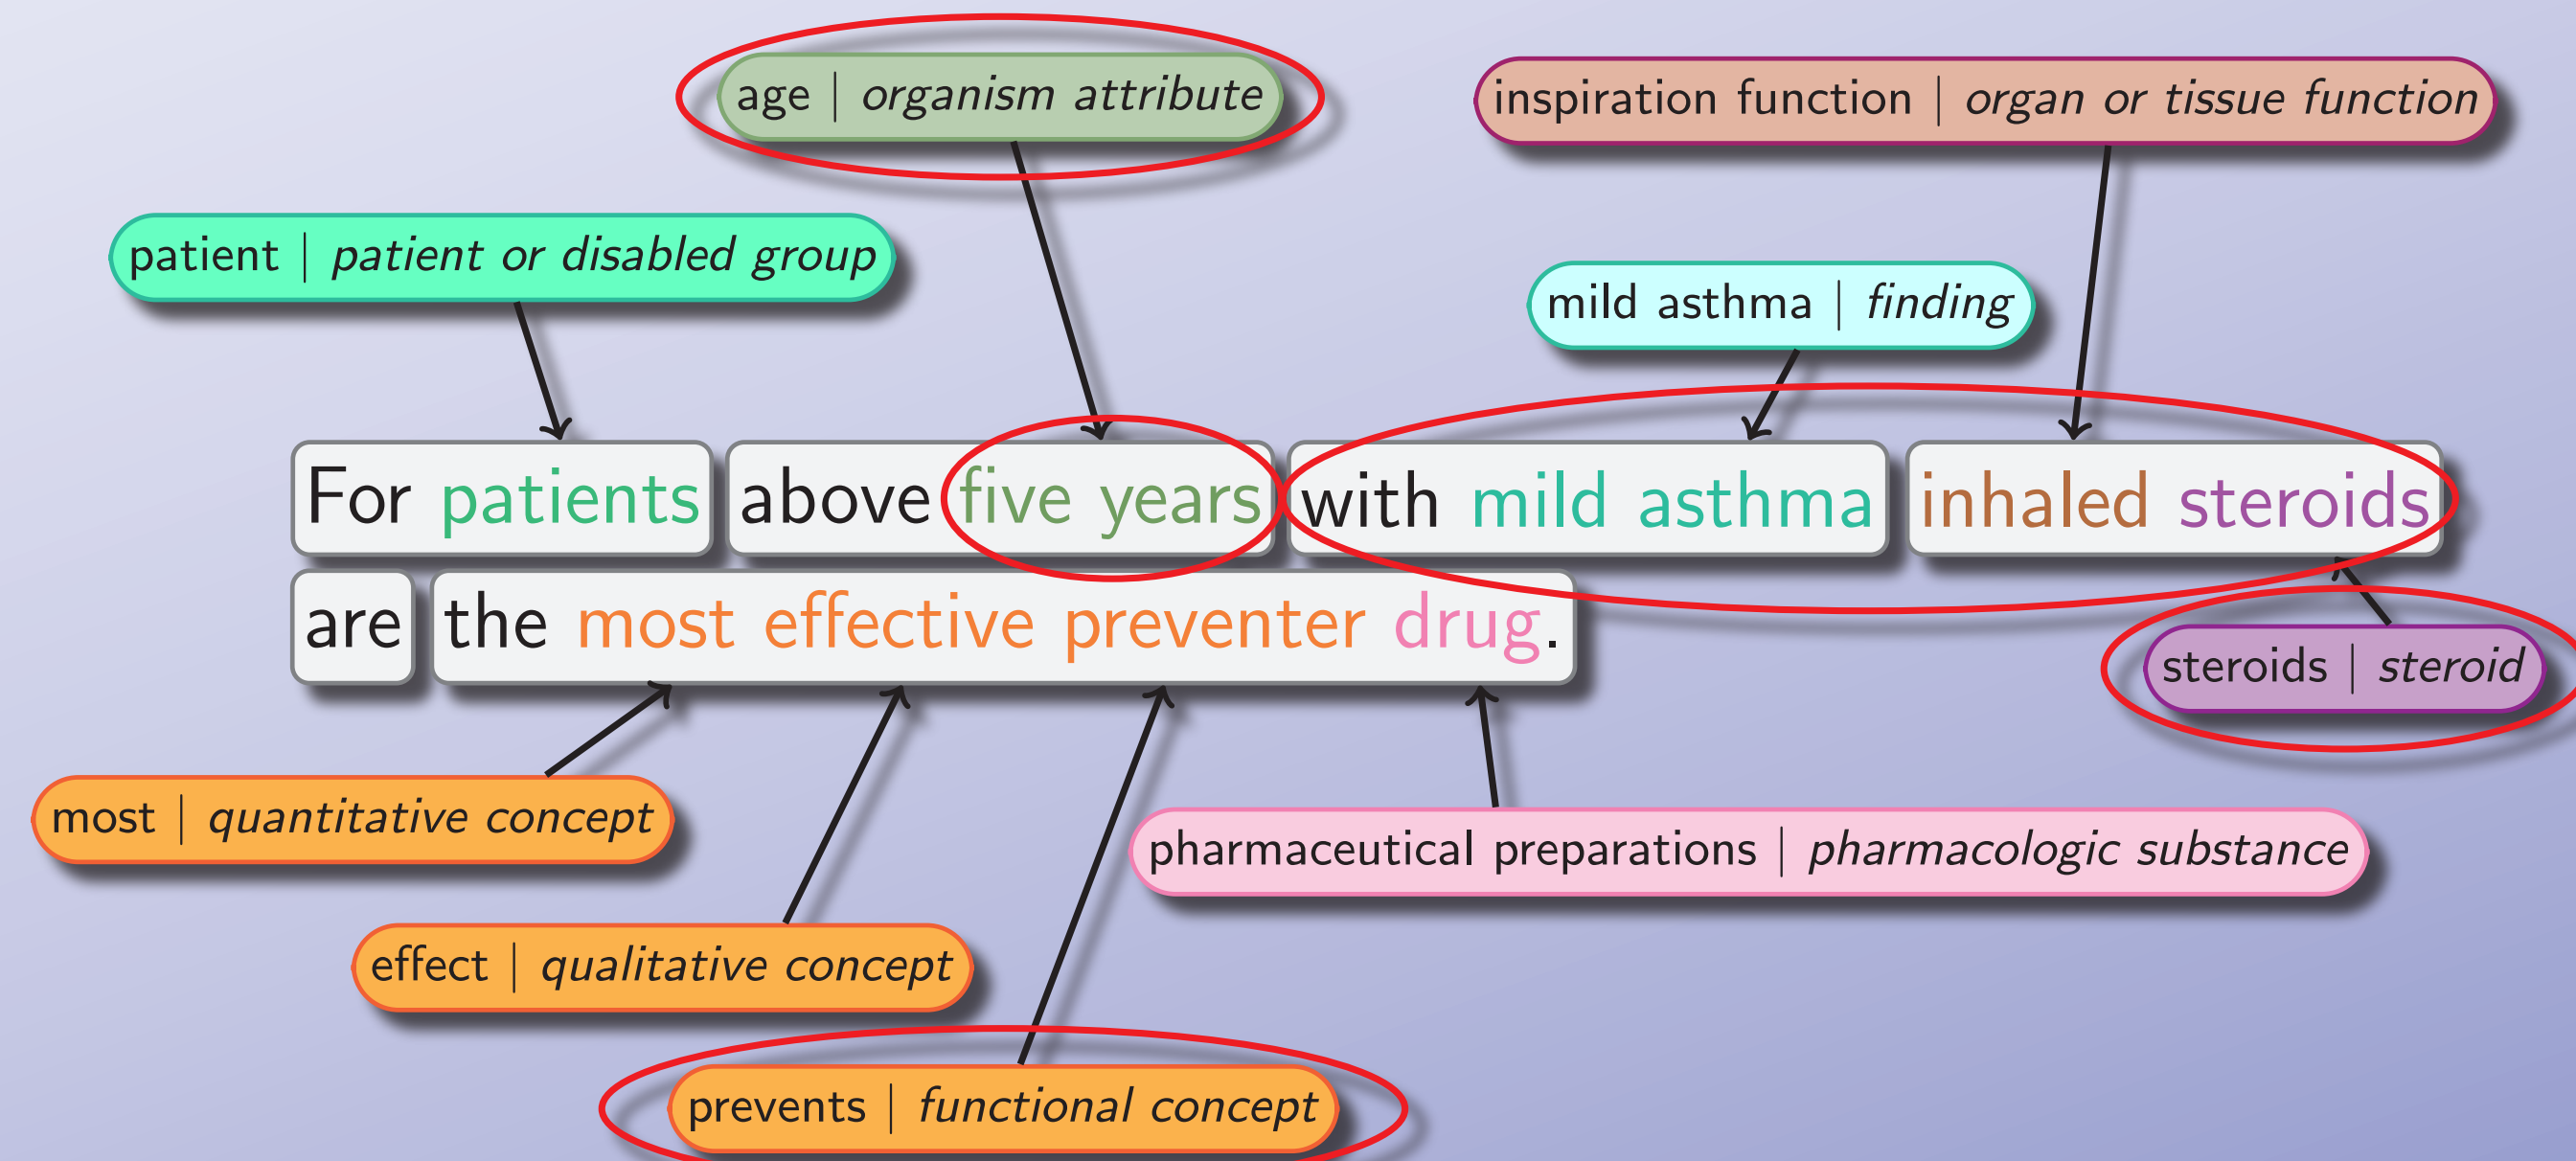 age | organism attribute
inspiration function | organ or tissue function
patient | patient or disabled group
mild asthma | finding
For patients above five years with mild asthma inhaled steroids
are the most effective preventer drug.
steroids | steroid
most | quantitative concept
pharmaceutical preparations | pharmacologic substance
effect | qualitative concept
prevents | functional concept